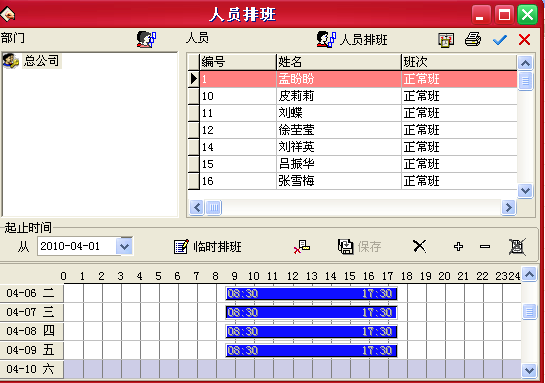 人员排班
部门 人员 人员排班
总公司
编号 姓名 班次
1 孟盼盼 正常班
10 皮莉莉 正常班
11 刘蝶 正常班
12 徐莹莹 正常班
14 刘祥英 正常班
15 吕振华 正常班
16 张雪梅 正常班
起止时间
从 2010-04-01 临时排班 保存
0 1 2 3 4 5 6 7 8 9 10 11 12 13 14 15 16 17 18 19 20 21 22 23 24
04-06 二 08:30 17:30
04-07 三 08:30 17:30
04-08 四 08:30 17:30
04-09 五 08:30 17:30
04-10 六